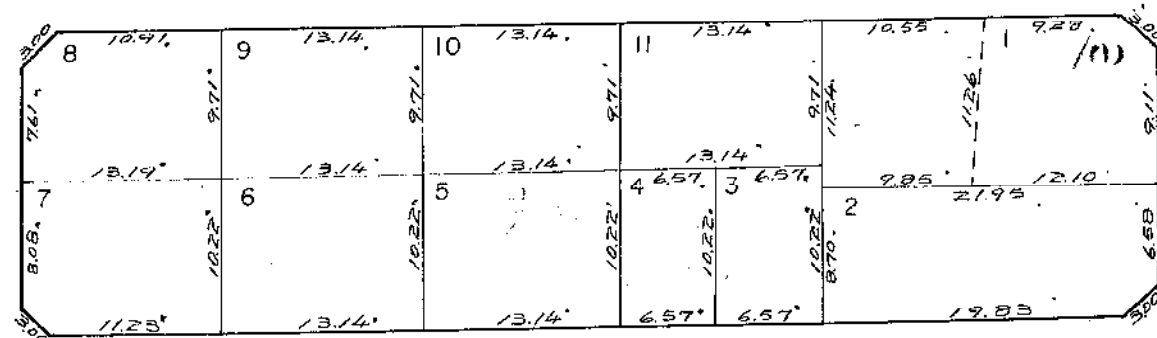 3.00 8 10.91. 9 13.14. 10 13.14. 11 13.14. 10.55. 1 9.28. 3.00
/(1)
7.61 9.71 9.71 9.71 9.71 11.24. 11.26 9.11
13.19 13.14 13.14 13.14
7 6 5 4 6.57. 3 6.57. 2 9.85 21.95. 12.10
8.08. 10.22 10.22 10.22 10.22. 10.22 8.70. 6.58
3.0 11.23 13.14 13.14 6.57 6.57 19.83 3.00